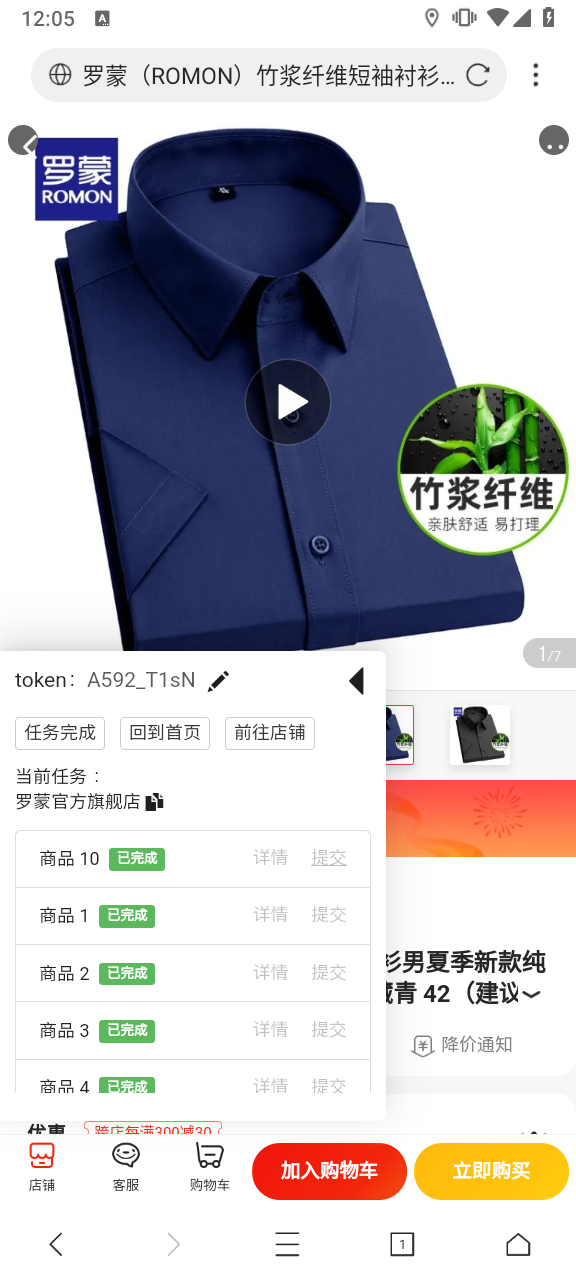 12:05
A
罗蒙（ROMON）竹浆纤维短袖衬衫...
罗蒙
ROMON
竹浆纤维
亲肤舒适 易打理
1/7
token： A592_T1sN
任务完成
回到首页
前往店铺
当前任务：
罗蒙官方旗舰店
商品 10 已完成 详情 提交
商品 1 已完成 详情 提交
商品 2 已完成 详情 提交
商品 3 已完成 详情 提交
商品 4 已完成 详情 提交
衫男夏季新款纯
藏青 42（建议
降价通知
优惠 跨店每满300减30
店铺
客服
购物车
加入购物车
立即购买
1